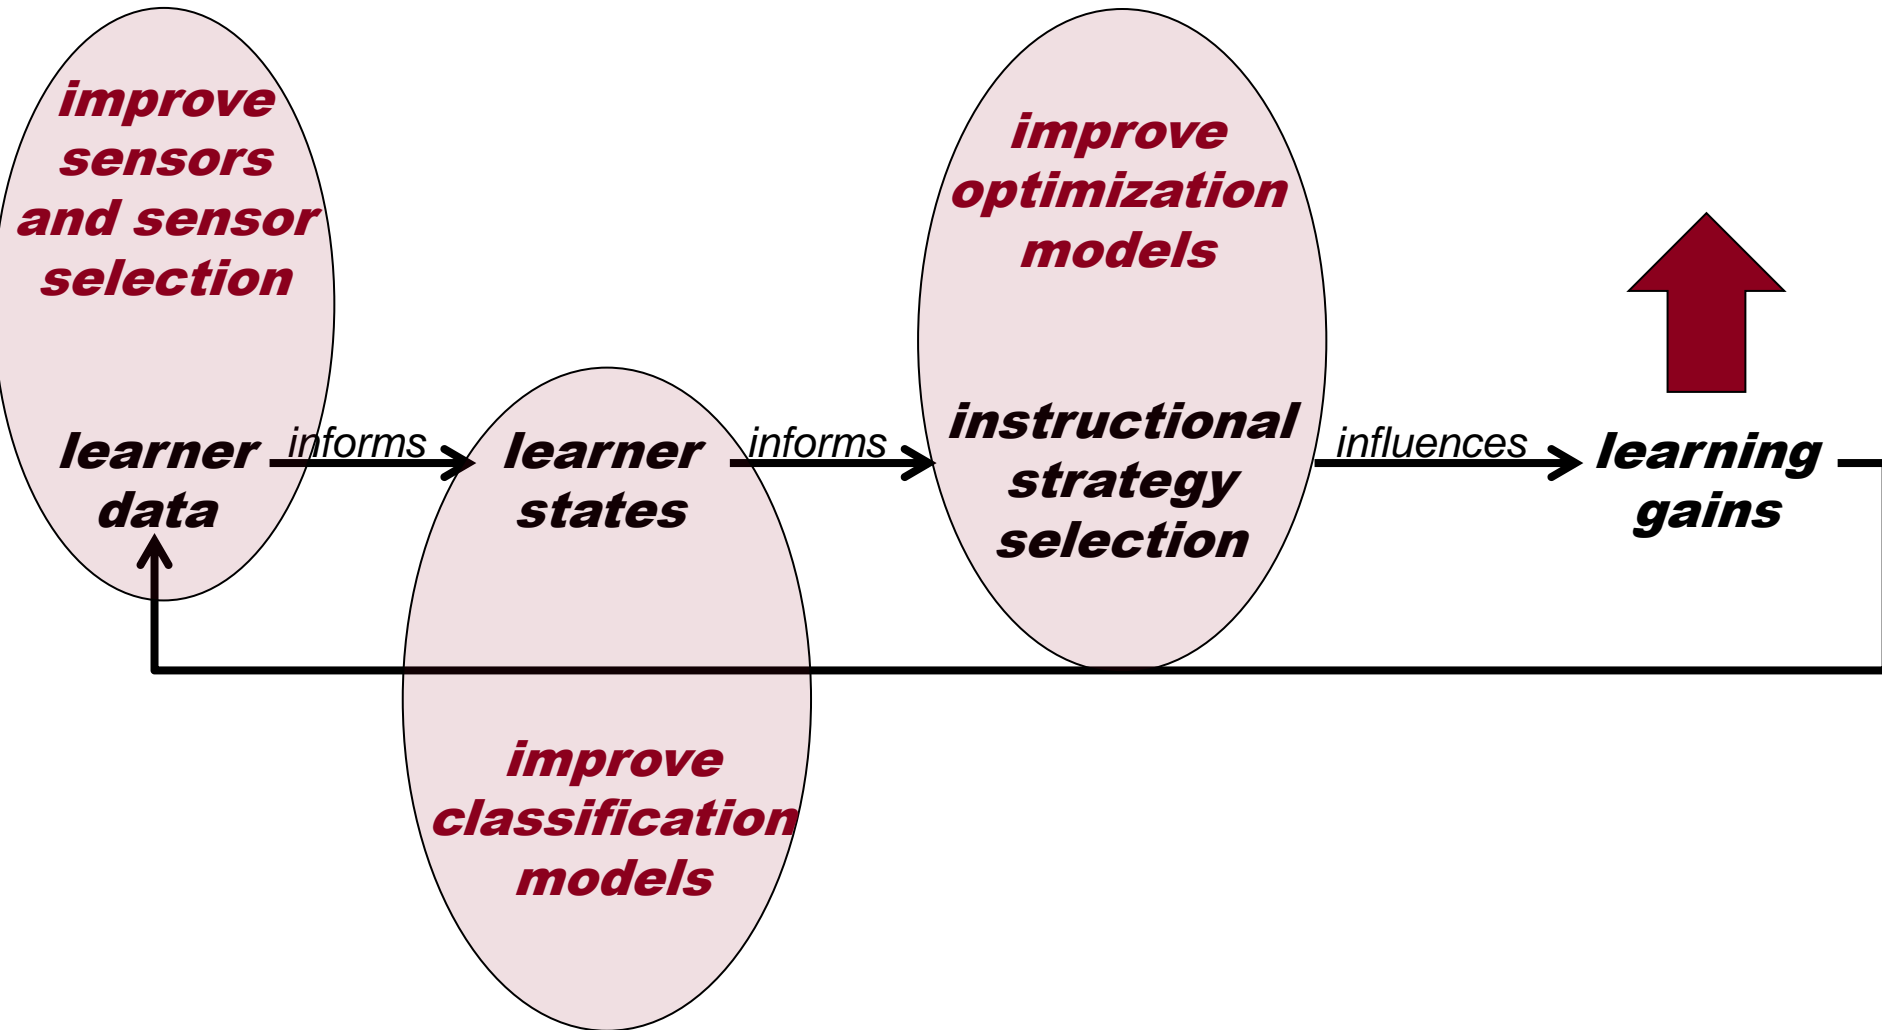 improve
sensors
and sensor
selection
improve
optimization
models
learner
data
informs
learner
states
informs
instructional
strategy
selection
influences
learning
gains
improve
classification
models